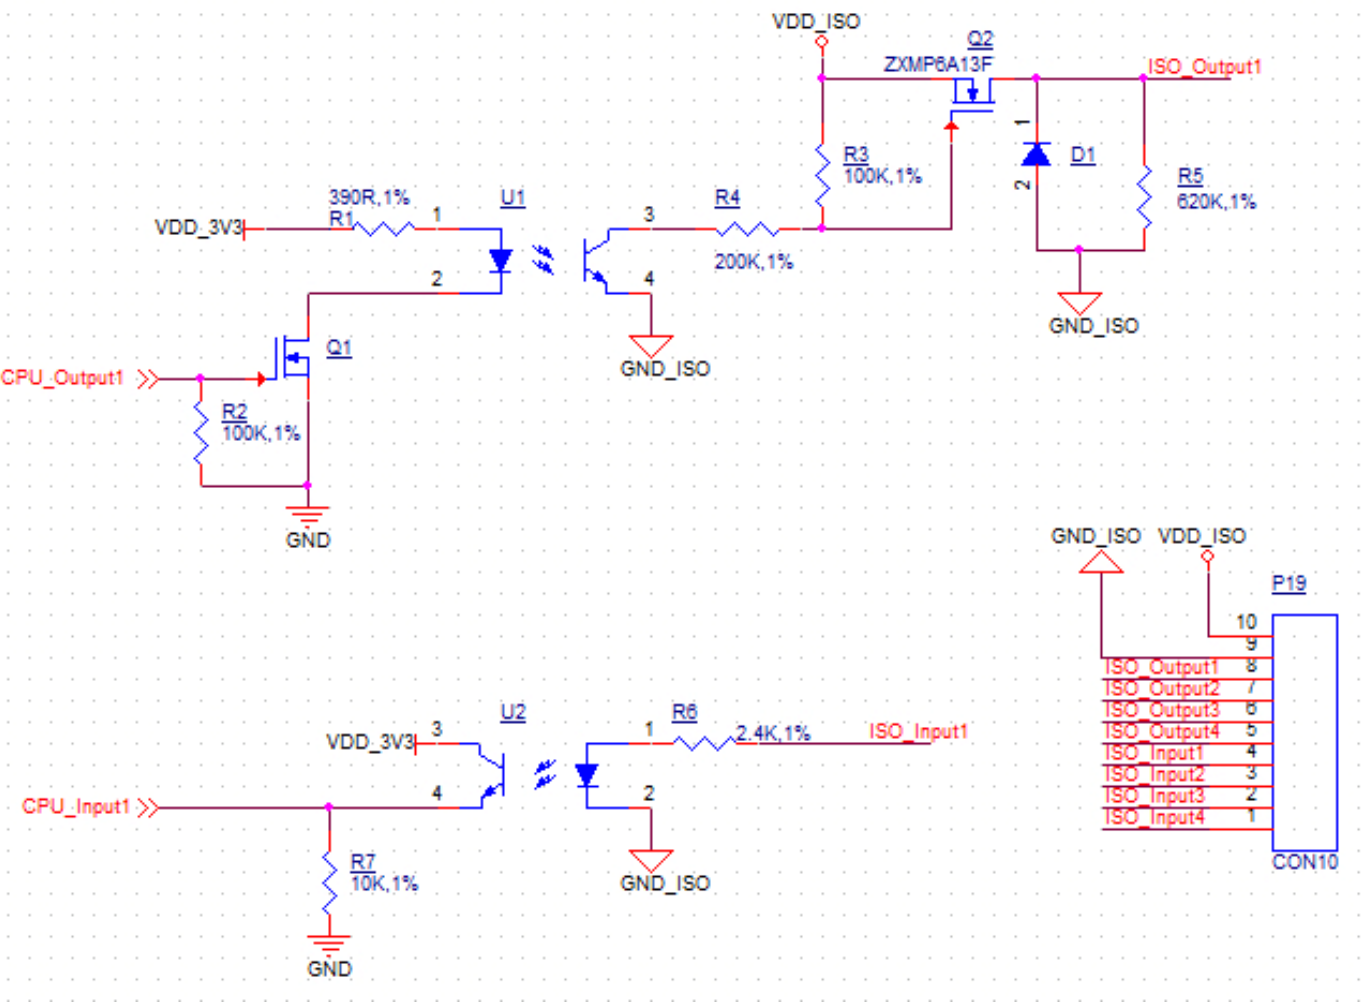 VDD_ISO
Q2
ZXMP6A13F
ISO_Output1
1
D1
2
R3
100K,1%
R5
620K,1%
390R,1%
R1
VDD_3V3
1
U1
3
R4
200K,1%
2
4
GND_ISO
GND_ISO
CPU_Output1
Q1
R2
100K,1%
GND
GND_ISO
VDD_ISO
P19
10
9
ISO_Output1 8
ISO_Output2 7
ISO_Output3 6
ISO_Output4 5
ISO_Input1 4
ISO_Input2 3
ISO_Input3 2
ISO_Input4 1
CON10
VDD_3V3
3
U2
1
R6
2.4K,1%
ISO_Input1
CPU_Input1
4
2
GND_ISO
R7
10K,1%
GND